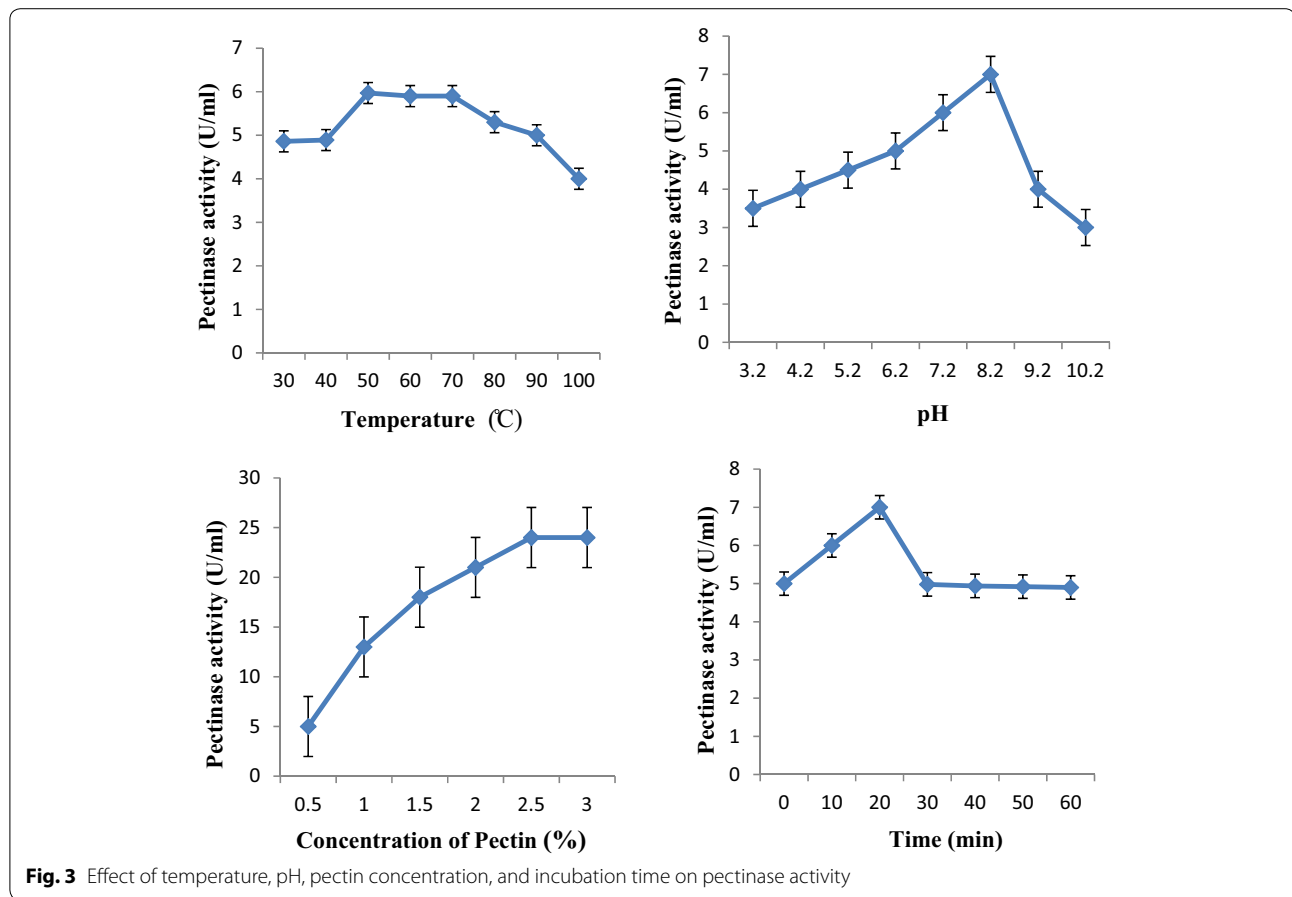 7
6
5
4
3
2
1
0
Pectinase activity (U/ml)
30 40 50 60 70 80 90 100
Temperature (℃)
8
7
6
5
4
3
2
1
0
Pectinase activity (U/ml)
3.2 4.2 5.2 6.2 7.2 8.2 9.2 10.2
pH
30
25
20
15
10
5
0
Pectinase activity (U/ml)
0.5 1 1.5 2 2.5 3
Concentration of Pectin (%)
8
7
6
5
4
3
2
1
0
Pectinase activity (U/ml)
0 10 20 30 40 50 60
Time (min)
Fig. 3 Effect of temperature, pH, pectin concentration, and incubation time on pectinase activity